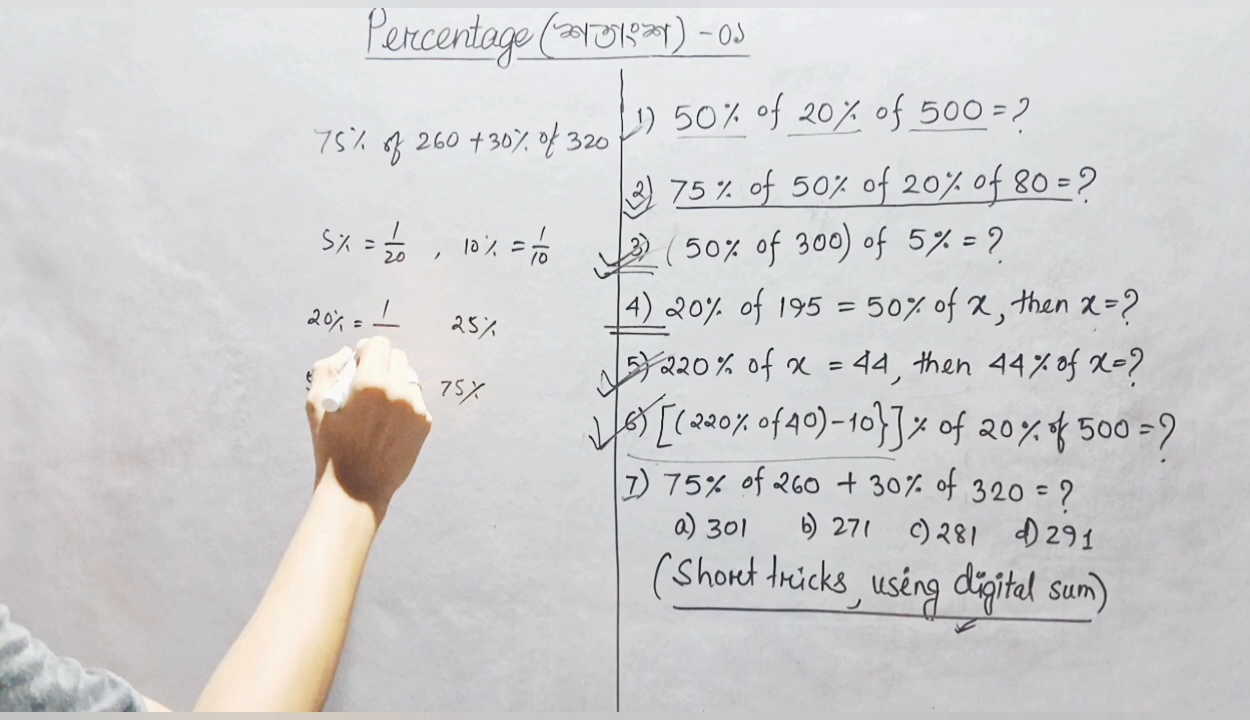 Percentage (শতাংশ) - 0১
75% of 260 + 30% of 320
5% = 1/20 , 10% = 1/10
20% = 1 25%
75%
1) 50% of 20% of 500 = ?
2) 75% of 50% of 20% of 80 = ?
3) (50% of 300) of 5% = ?
4) 20% of 195 = 50% of x, then x = ?
5) 220% of x = 44, then 44% of x = ?
6) [(220% of 40) - 10}]% of 20% of 500 = ?
7) 75% of 260 + 30% of 320 = ?
a) 301 b) 271 c) 281 d) 291
(Short tricks, using digital sum)